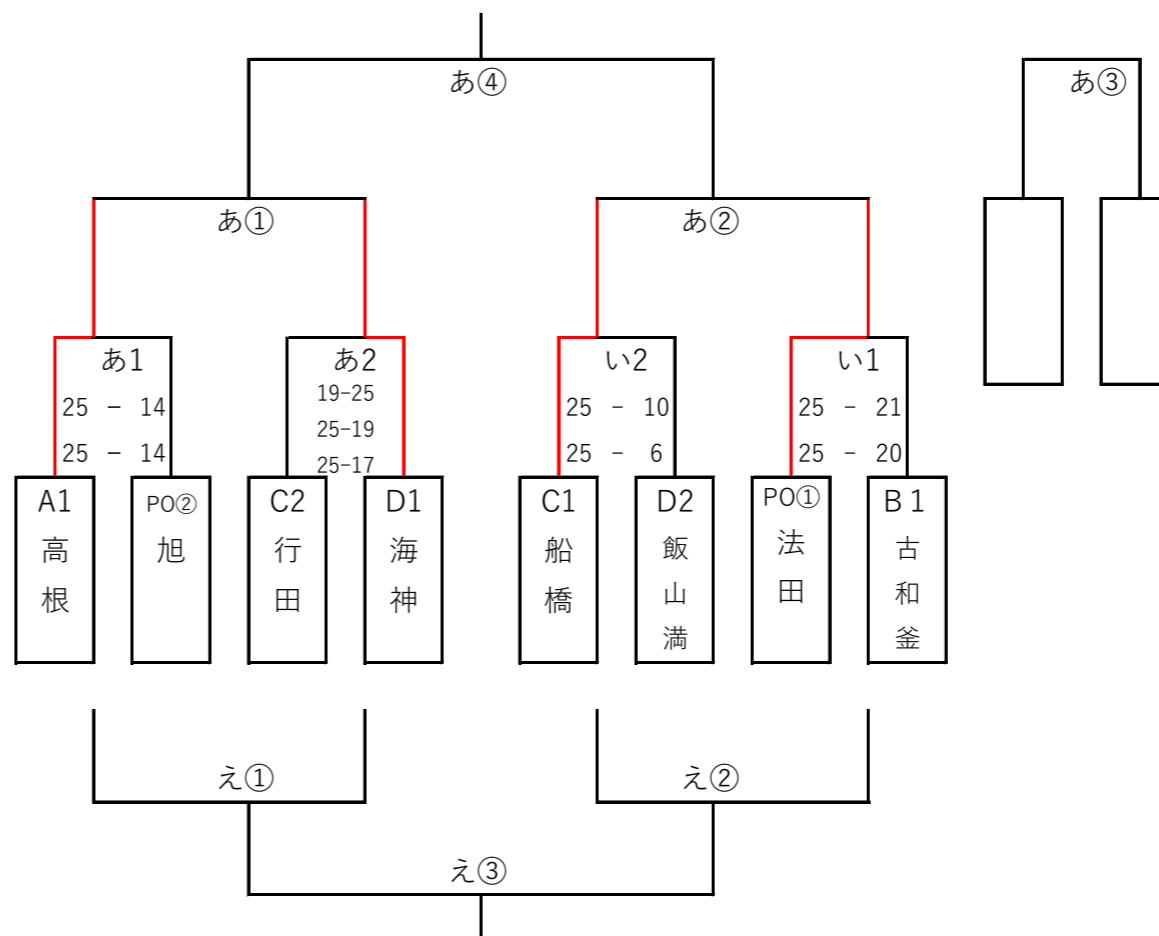 あ④
あ③
あ①
あ②
あ1
あ2
い2
い1
25 － 14
25 － 14
19-25
25-19
25-17
25 － 10
25 － 6
25 － 21
25 － 20
A1
高根
PO②
旭
C2
行田
D1
海神
C1
船橋
D2
飯山満
PO①
法田
B1
古和釜
え①
え②
え③